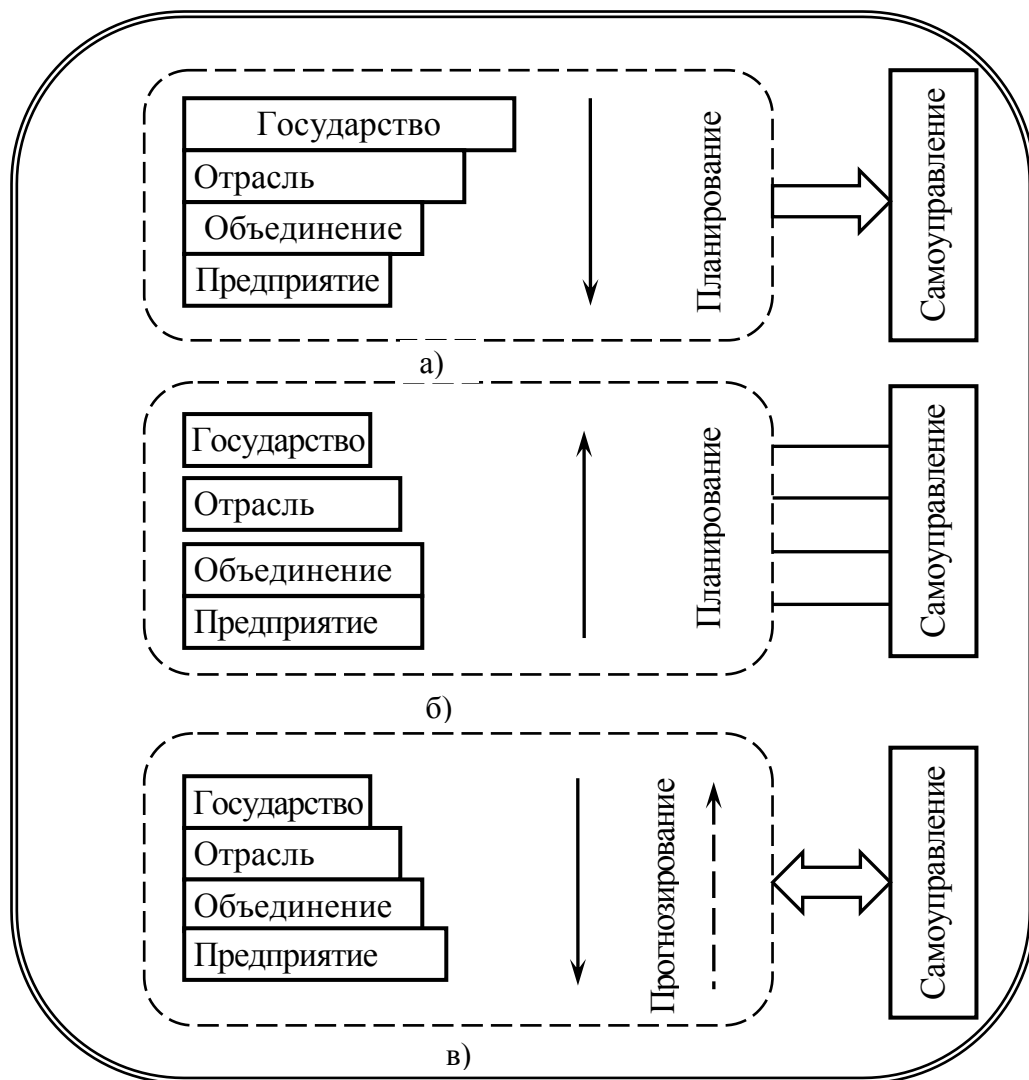 Государство
Отрасль
Объединение
Предприятие
Планирование
Самоуправление
а)
Государство
Отрасль
Объединение
Предприятие
Планирование
Самоуправление
б)
Государство
Отрасль
Объединение
Предприятие
Прогнозирование
Самоуправление
в)